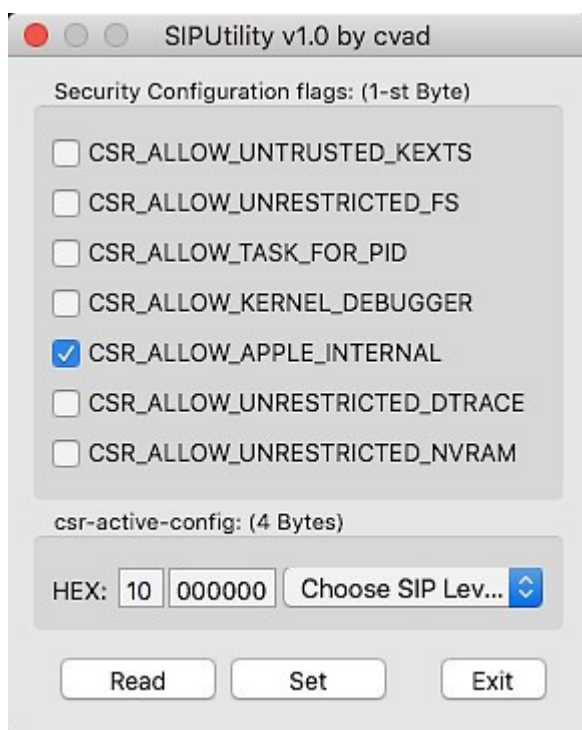 SIPUtility v1.0 by cvad
Security Configuration flags: (1-st Byte)
CSR_ALLOW_UNTRUSTED_KEXTS
CSR_ALLOW_UNRESTRICTED_FS
CSR_ALLOW_TASK_FOR_PID
CSR_ALLOW_KERNEL_DEBUGGER
CSR_ALLOW_APPLE_INTERNAL
CSR_ALLOW_UNRESTRICTED_DTRACE
CSR_ALLOW_UNRESTRICTED_NVRAM
csr-active-config: (4 Bytes)
HEX: 10 000000 Choose SIP Lev...
Read Set Exit